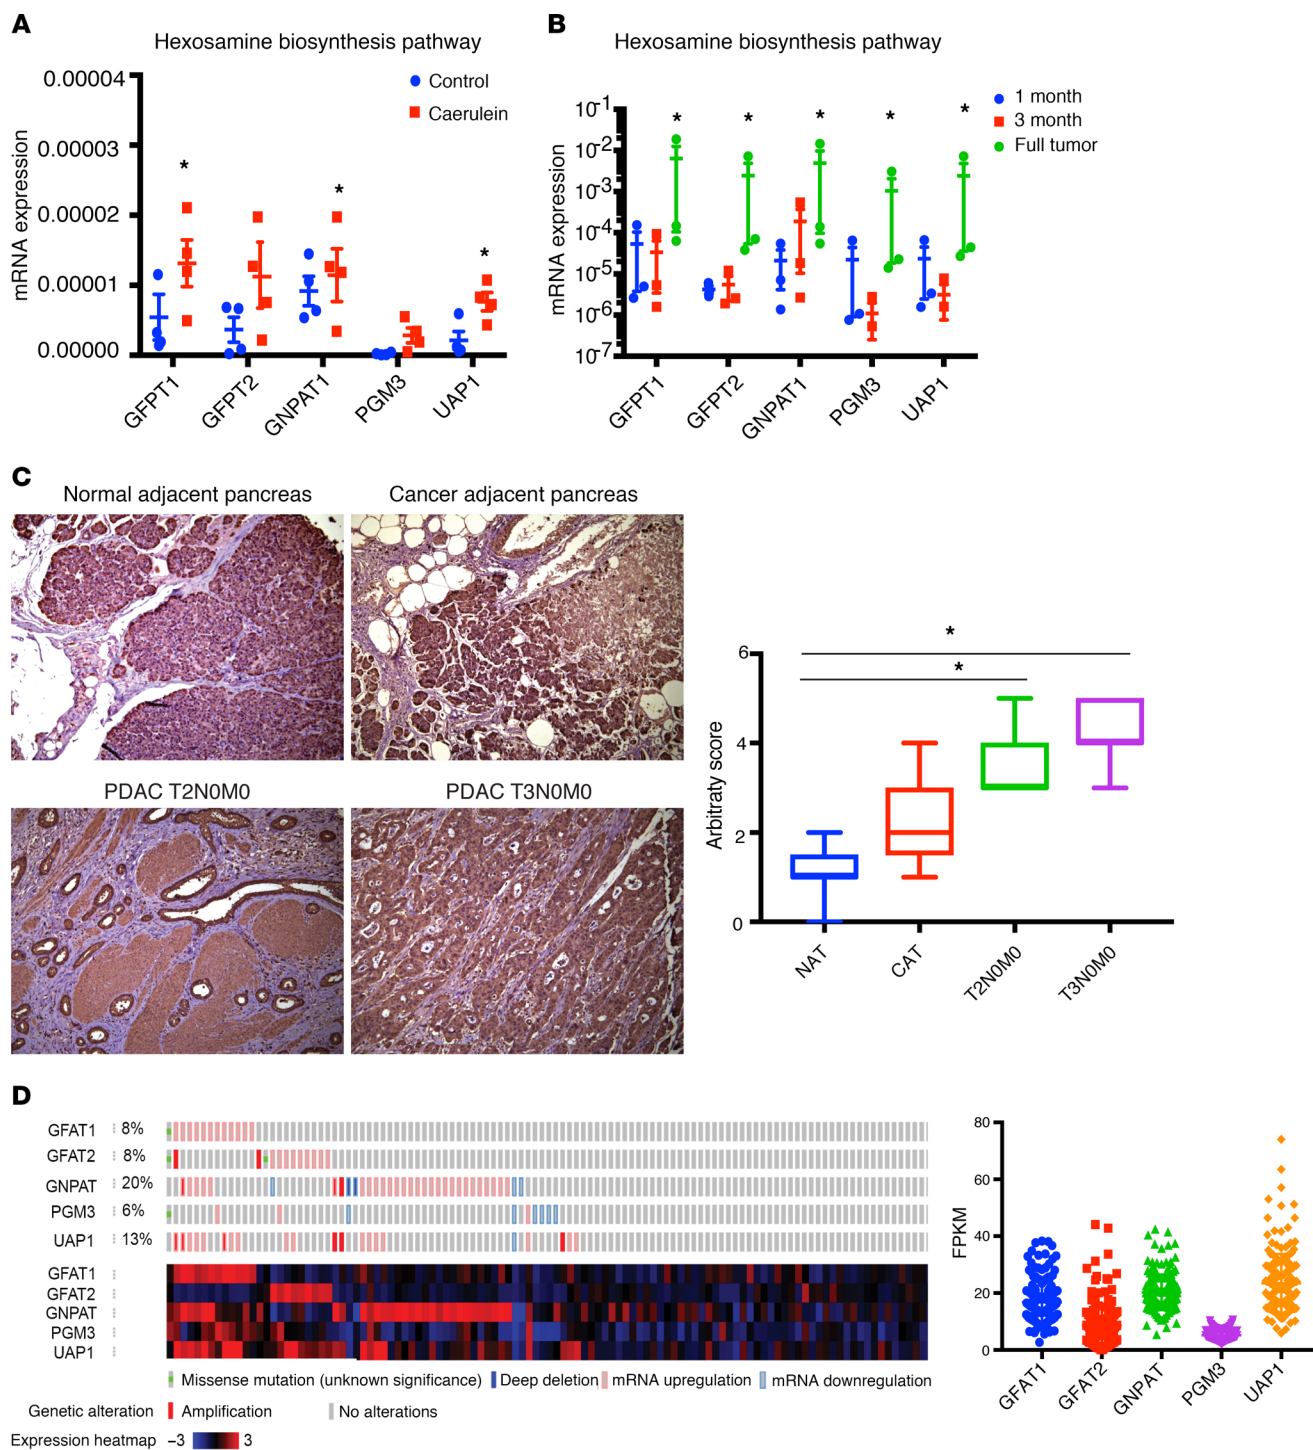 A
Hexosamine biosynthesis pathway
mRNA expression
0.00004
0.00003
0.00002
0.00001
0.00000
Control
Caerulein
*
*
*
GFPT1
GFPT2
GNPAT1
PGM3
UAP1
B
Hexosamine biosynthesis pathway
mRNA expression
10-1
10-2
10-3
10-4
10-5
10-6
10-7
1 month
3 month
Full tumor
*
*
*
*
*
GFPT1
GFPT2
GNPAT1
PGM3
UAP1
C
Normal adjacent pancreas
Cancer adjacent pancreas
PDAC T2N0M0
PDAC T3N0M0
Arbitraty score
6
4
2
0
*
*
NAT
CAT
T2N0M0
T3N0M0
D
GFAT1 8%
GFAT2 8%
GNPAT 20%
PGM3 6%
UAP1 13%
GFAT1
GFAT2
GNPAT
PGM3
UAP1
Missense mutation (unknown significance) Deep deletion mRNA upregulation mRNA downregulation
Genetic alteration Amplification No alterations
Expression heatmap −3 3
FPKM
80
60
40
20
0
GFAT1
GFAT2
GNPAT
PGM3
UAP1